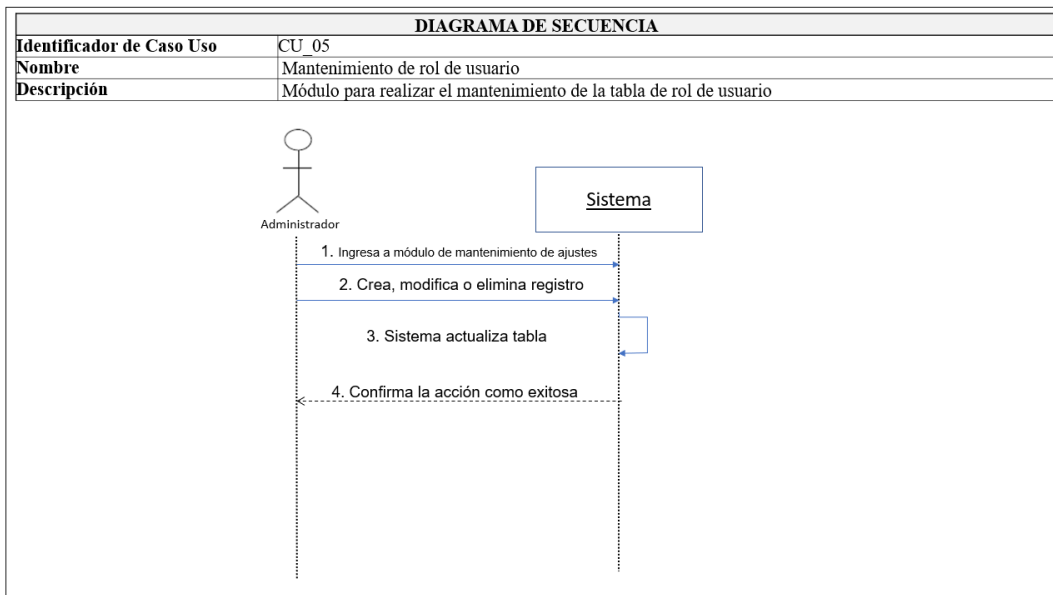 DIAGRAMA DE SECUENCIA
Identificador de Caso Uso CU_05
Nombre Mantenimiento de rol de usuario
Descripción Módulo para realizar el mantenimiento de la tabla de rol de usuario
Sistema
Administrador
1. Ingresa a módulo de mantenimiento de ajustes
2. Crea, modifica o elimina registro
3. Sistema actualiza tabla
4. Confirma la acción como exitosa